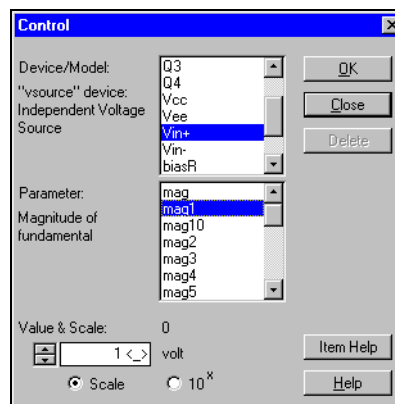 Control
Device/Model:
"vsource" device:
Independent Voltage
Source
Q3
Q4
Vcc
Vee
Vin+
Vin-
biasR
OK
Close
Delete
Parameter:
Magnitude of
fundamental
mag
mag1
mag10
mag2
mag3
mag4
mag5
Value & Scale:
0
1 <_>
volt
Scale
10^x
Item Help
Help